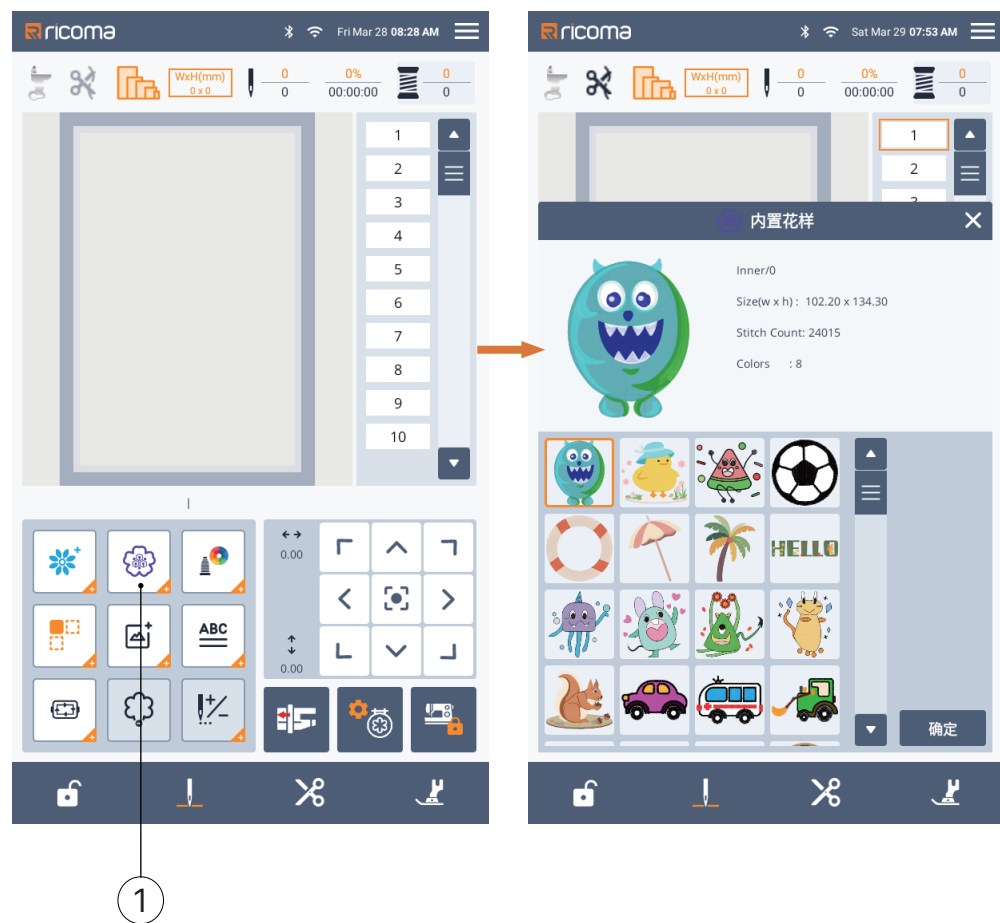 ricoma
Fri Mar 28 08:28 AM
WxH(mm)
0 x 0
0
0
0%
00:00:00
0
0
1
2
3
4
5
6
7
8
9
10
0.00
ABC
0.00
1
ricoma
Sat Mar 29 07:53 AM
WxH(mm)
0 x 0
0
0
0%
00:00:00
0
0
1
2
内置花样
Inner/0
Size(w x h) : 102.20 x 134.30
Stitch Count: 24015
Colors : 8
HELLO
确定